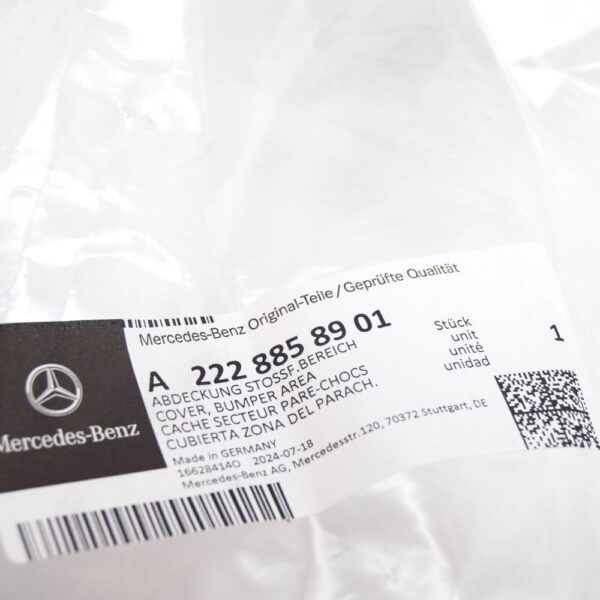 Mercedes-Benz Original-Teile / Geprüfte Qualität
A 222 885 89 01
Stück
unit
unité
unidad
1
ABDECKUNG STOSSF.BEREICH
COVER, BUMPER AREA
CACHE SECTEUR PARE-CHOCS
CUBIERTA ZONA DEL PARACH.
Made in GERMANY
166284140 2024-07-18
Mercedes-Benz AG, Mercedesstr.120, 70372 Stuttgart, DE
Mercedes-Benz